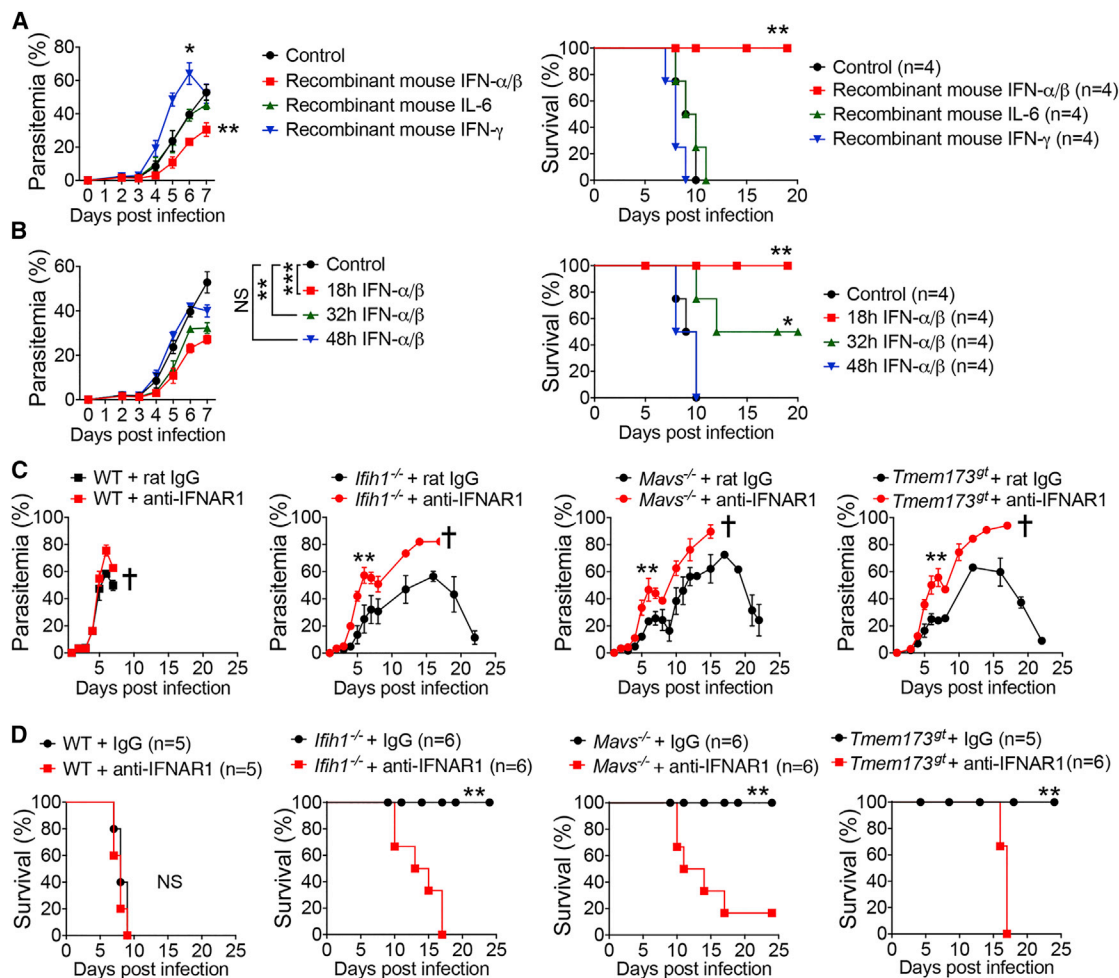 A
Parasitemia (%)
80
60
40
20
0
0 1 2 3 4 5 6 7
Days post infection
*
**
Control
Recombinant mouse IFN-α/β
Recombinant mouse IL-6
Recombinant mouse IFN-γ
Survival (%)
100
80
60
40
20
0
0 5 10 15 20
Days post infection
**
Control (n=4)
Recombinant mouse IFN-α/β (n=4)
Recombinant mouse IL-6 (n=4)
Recombinant mouse IFN-γ (n=4)
B
Parasitemia (%)
60
40
20
0
0 1 2 3 4 5 6 7
Days post infection
NS
**
***
Control
18h IFN-α/β
32h IFN-α/β
48h IFN-α/β
Survival (%)
100
80
60
40
20
0
0 5 10 15 20
Days post infection
**
*
Control (n=4)
18h IFN-α/β (n=4)
32h IFN-α/β (n=4)
48h IFN-α/β (n=4)
C
WT + rat IgG
WT + anti-IFNAR1
Parasitemia (%)
100
80
60
40
20
0
†
0 5 10 15 20 25
Days post infection
Ifih1-/- + rat IgG
Ifih1-/- + anti-IFNAR1
Parasitemia (%)
100
80
60
40
20
0
**
†
5 10 15 20 25
Days post infection
Mavs-/- + rat IgG
Mavs-/- + anti-IFNAR1
Parasitemia (%)
100
80
60
40
20
0
**
†
5 10 15 20 25
Days post infection
Tmem173gt + rat IgG
Tmem173gt + anti-IFNAR1
Parasitemia (%)
100
80
60
40
20
0
**
†
5 10 15 20 25
Days post infection
D
WT + IgG (n=5)
WT + anti-IFNAR1 (n=5)
Survival (%)
100
80
60
40
20
0
NS
0 5 10 15 20 25
Days post infection
Ifih1-/- + IgG (n=6)
Ifih1-/- + anti-IFNAR1 (n=6)
Survival (%)
100
80
60
40
20
0
**
0 5 10 15 20 25
Days post infection
Mavs-/- + IgG (n=6)
Mavs-/- + anti-IFNAR1 (n=6)
Survival (%)
100
80
60
40
20
0
**
0 5 10 15 20 25
Days post infection
Tmem173gt + IgG (n=5)
Tmem173gt + anti-IFNAR1(n=6)
Survival (%)
100
80
60
40
20
0
**
0 5 10 15 20 25
Days post infection